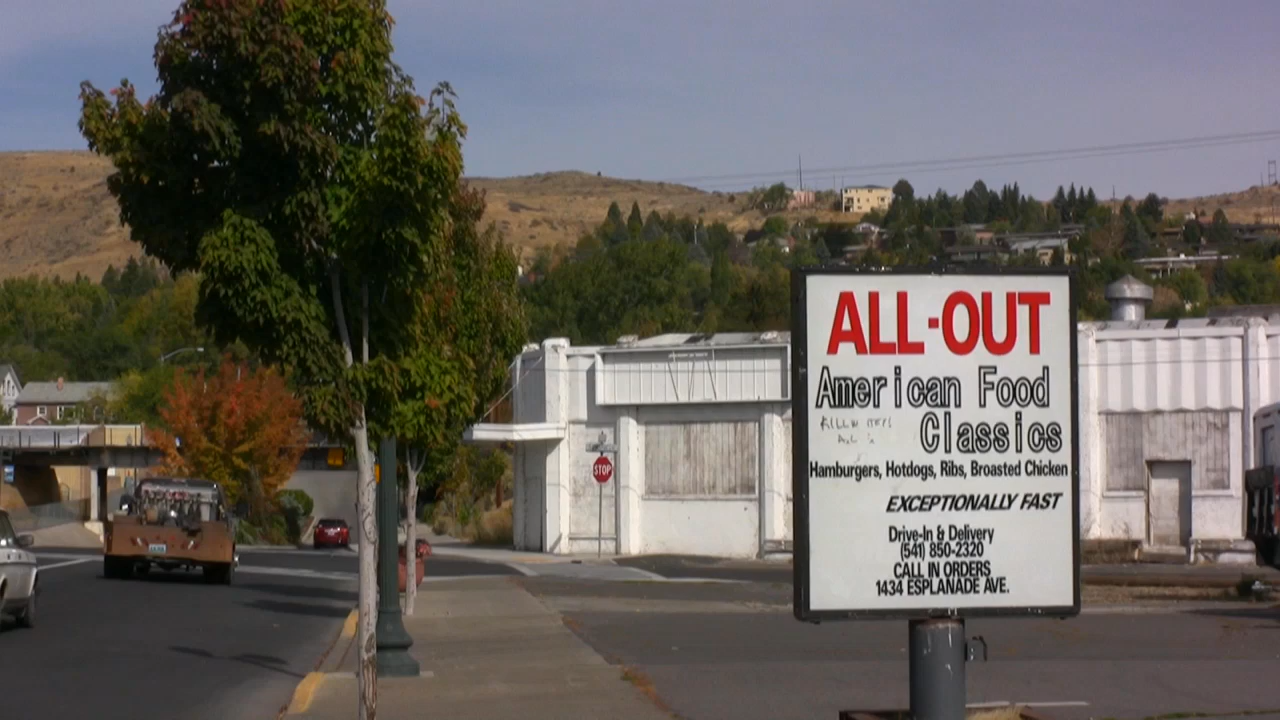 ALL-OUT
American Food
Classics
Hamburgers, Hotdogs, Ribs, Broasted Chicken
EXCEPTIONALLY FAST
Drive-In & Delivery
(541) 850-2320
CALL IN ORDERS
1434 ESPLANADE AVE.
STOP